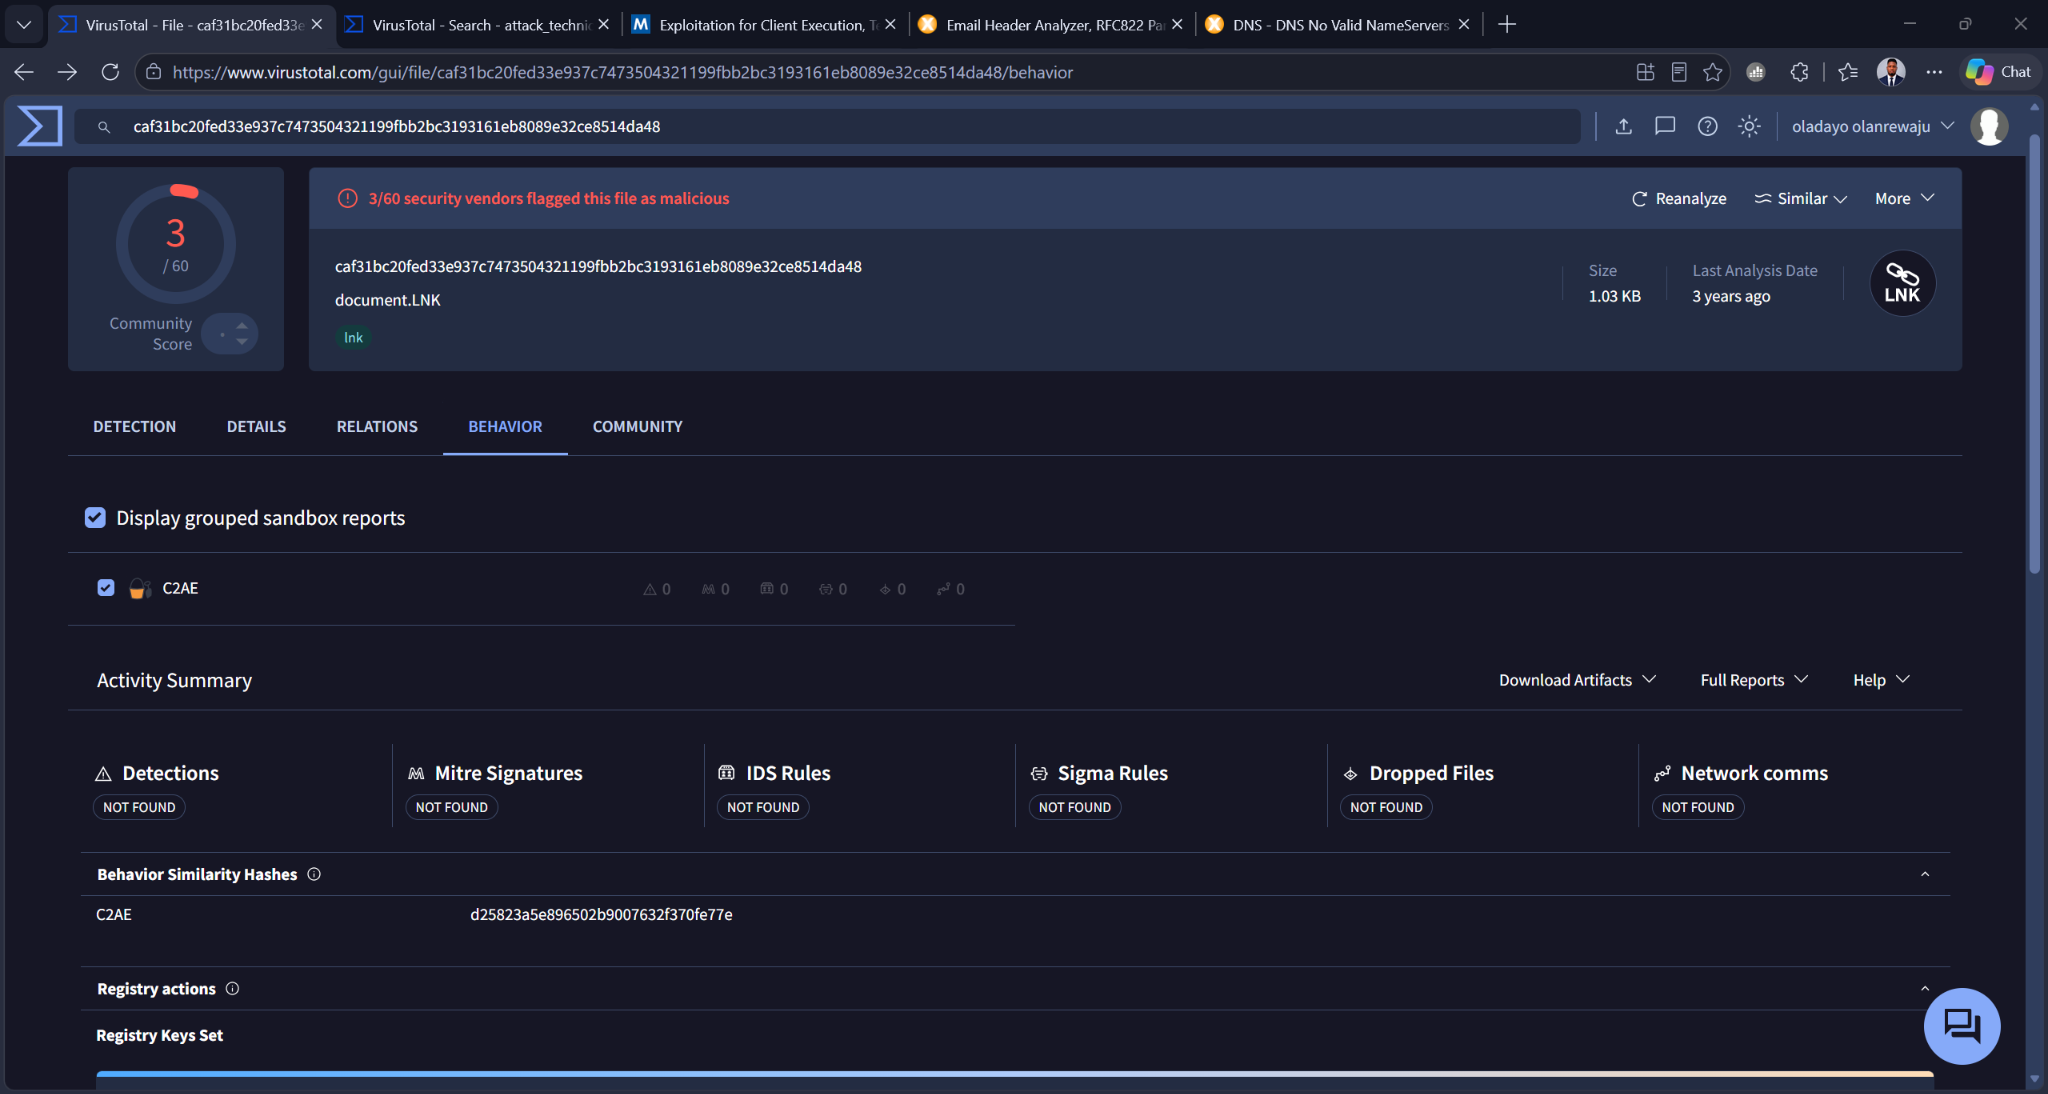 VirusTotal - File - caf31bc20fed33e
VirusTotal - Search - attack_techni
Exploitation for Client Execution, T
Email Header Analyzer, RFC822 Pa
DNS - DNS No Valid NameServers
https://www.virustotal.com/gui/file/caf31bc20fed33e937c7473504321199fbb2bc3193161eb8089e32ce8514da48/behavior
Chat
caf31bc20fed33e937c7473504321199fbb2bc3193161eb8089e32ce8514da48
oladayo olanrewaju
3
/ 60
Community
Score
3/60 security vendors flagged this file as malicious
Reanalyze
Similar
More
caf31bc20fed33e937c7473504321199fbb2bc3193161eb8089e32ce8514da48
document.LNK
lnk
Size
1.03 KB
Last Analysis Date
3 years ago
LNK
DETECTION
DETAILS
RELATIONS
BEHAVIOR
COMMUNITY
Display grouped sandbox reports
C2AE
0
0
0
0
0
0
Activity Summary
Download Artifacts
Full Reports
Help
Detections
NOT FOUND
Mitre Signatures
NOT FOUND
IDS Rules
NOT FOUND
Sigma Rules
NOT FOUND
Dropped Files
NOT FOUND
Network comms
NOT FOUND
Behavior Similarity Hashes
C2AE
d25823a5e896502b9007632f370fe77e
Registry actions
Registry Keys Set